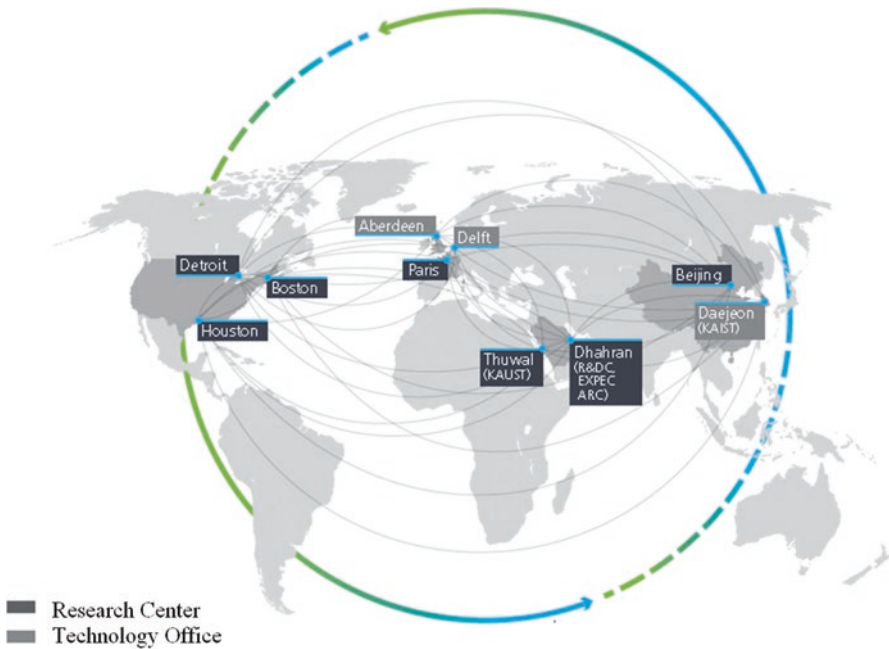 Aberdeen
Delft
Detroit
Paris
Boston
Beijing
Houston
Daejeon
(KAIST)
Thuwal
(KAUST)
Dhahran
(R&DC,
EXPEC
ARC)
Research Center
Technology Office